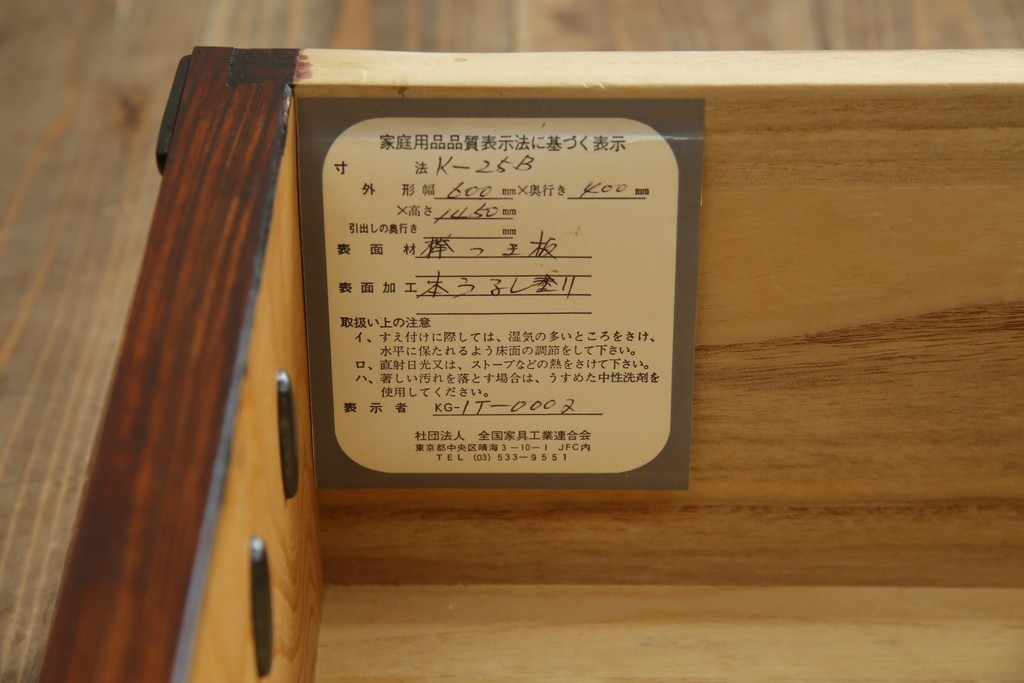 家庭用品品質表示法に基づく表示
寸 法 K-25B
外 形 幅 600 mm×奥行き 400 mm
×高さ 1450 mm
引出しの奥行き mm
表 面 材 欅つき板
表面加工 本うるし塗り
取扱い上の注意
イ、すえ付けに際しては、湿気の多いところをさけ、
水平に保たれるよう床面の調節をして下さい。
ロ、直射日光又は、ストーブなどの熱をさけて下さい。
ハ、著しい汚れを落とす場合は、うすめた中性洗剤を
使用してください。
表 示 者 KG-1T-0002
社団法人 全国家具工業連合会
東京都中央区晴海3-10-1 JFC内
TEL (03) 533-9551